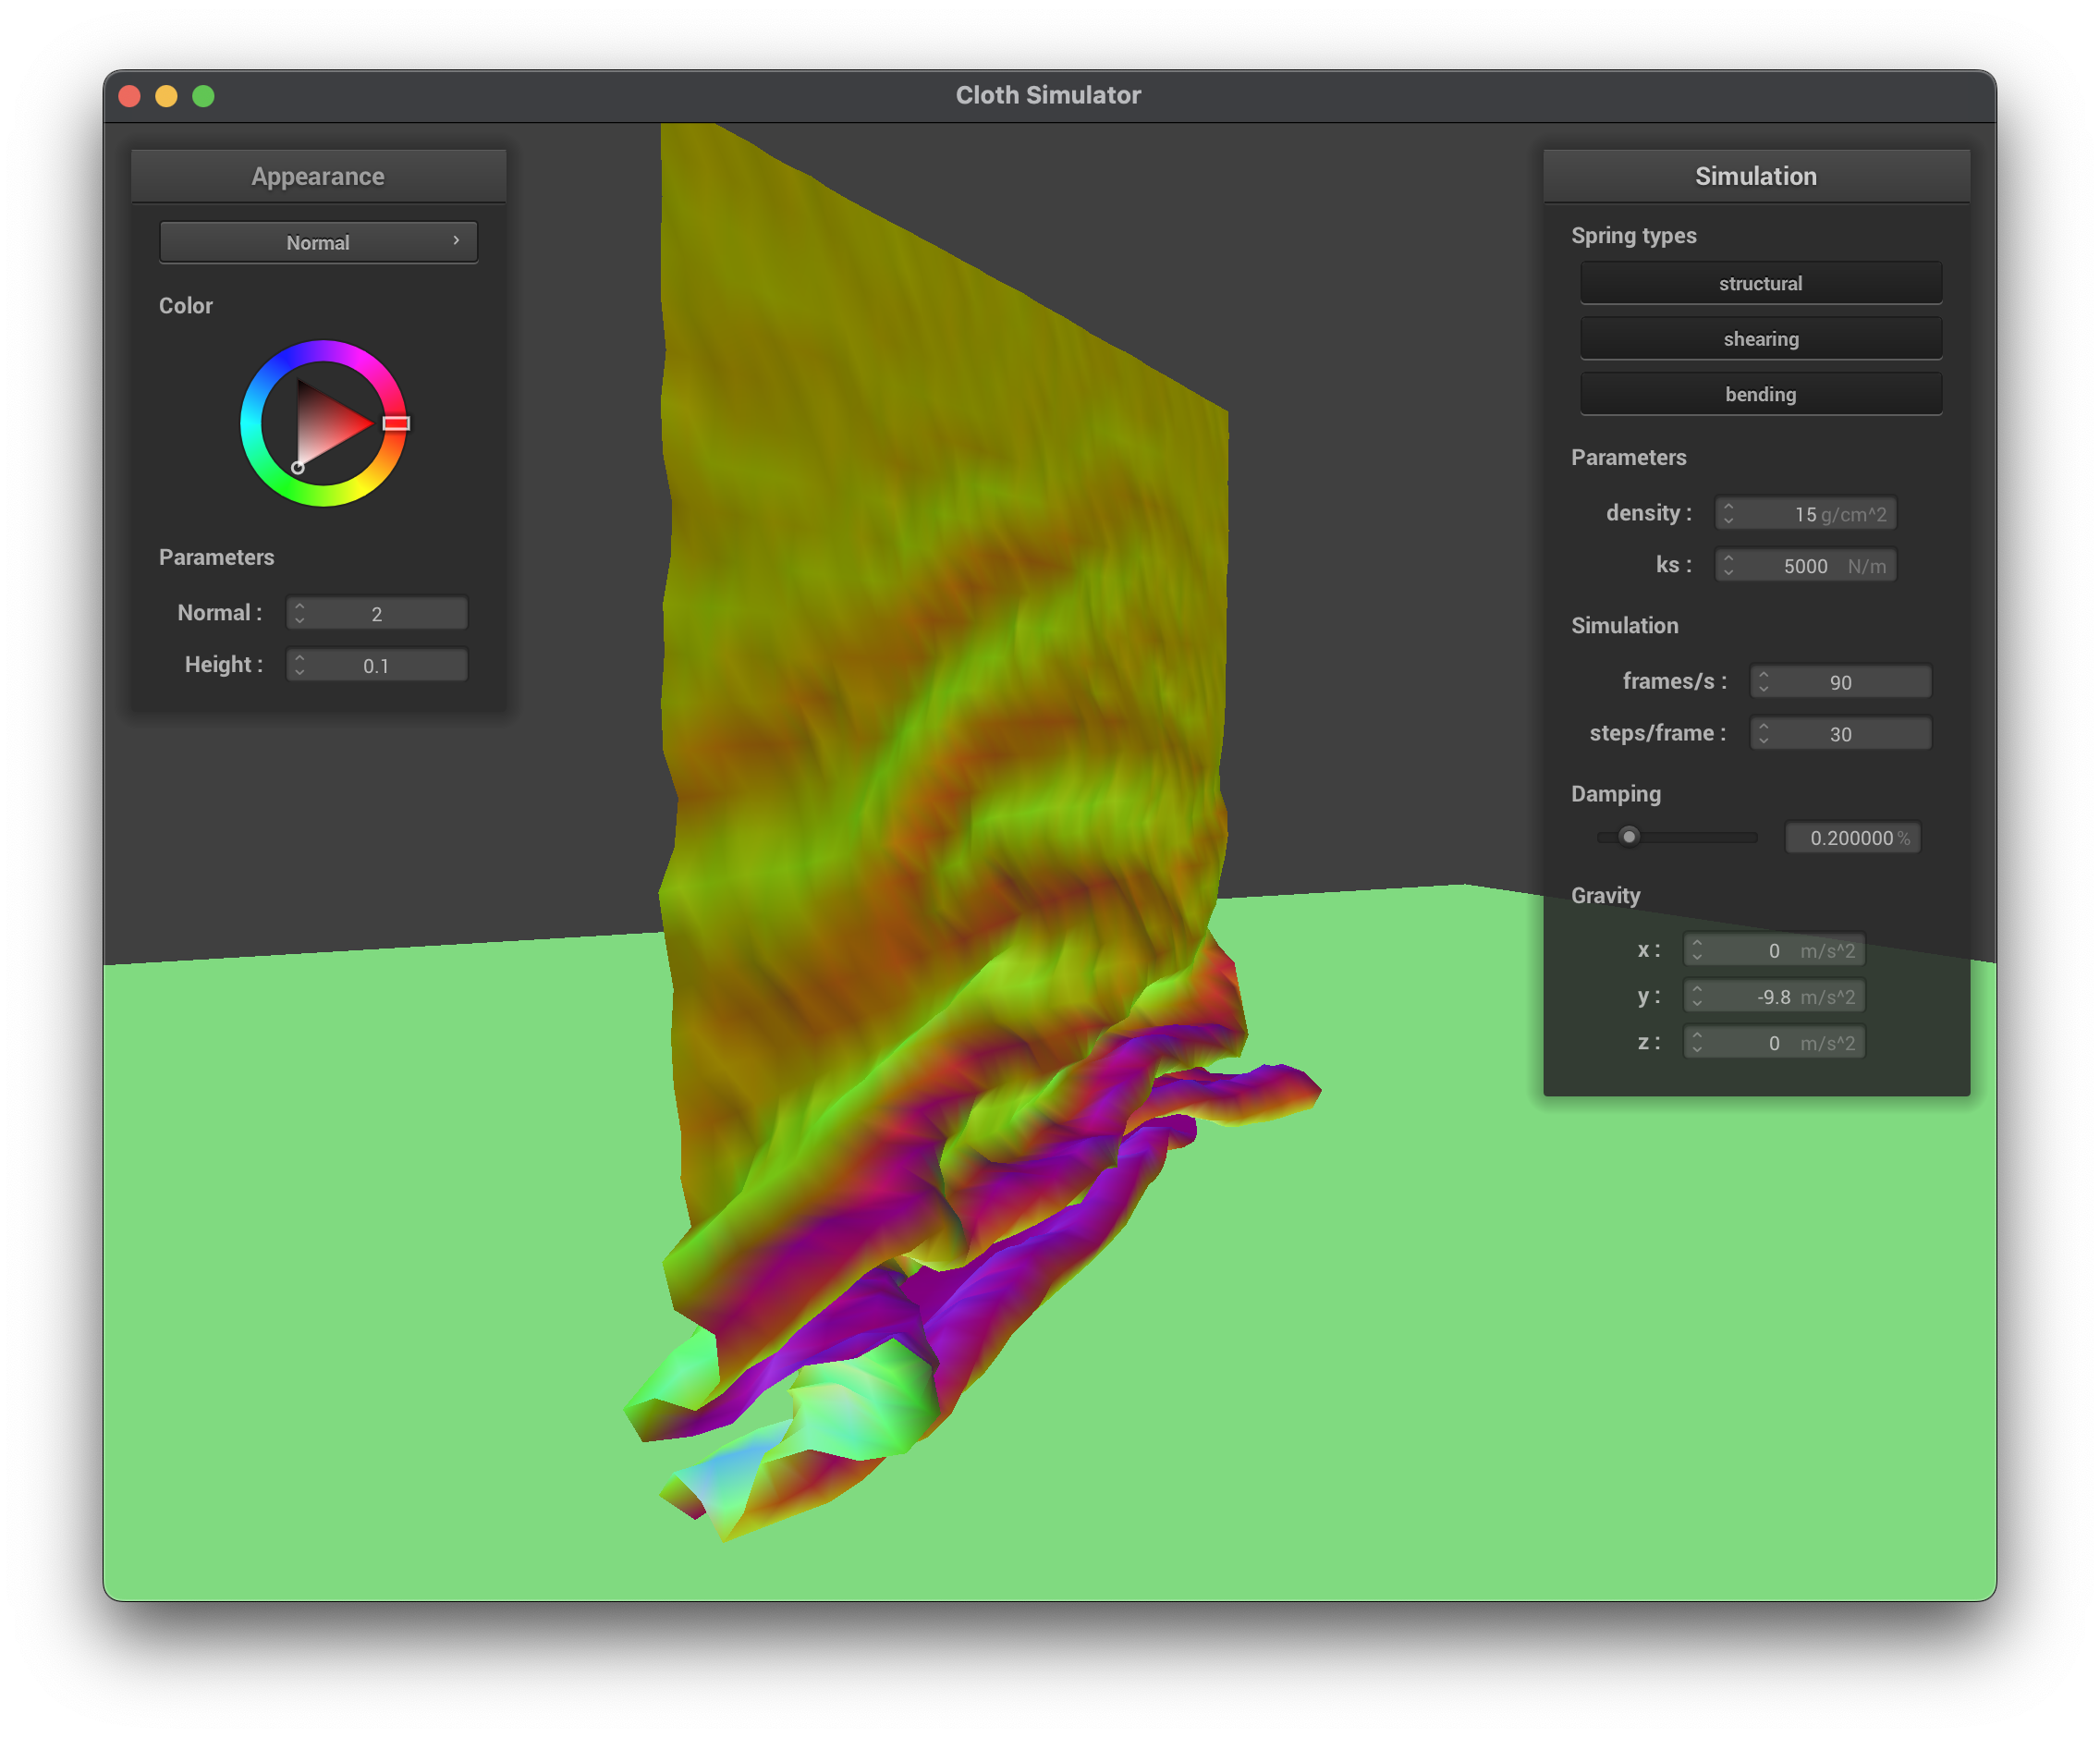 Cloth Simulator
Appearance
Normal
Color
Parameters
Normal : 2
Height : 0.1
Simulation
Spring types
structural
shearing
bending
Parameters
density : 15 g/cm^2
ks : 5000 N/m
Simulation
frames/s : 90
steps/frame : 30
Damping
0.200000 %
Gravity
x : 0 m/s^2
y : -9.8 m/s^2
z : 0 m/s^2